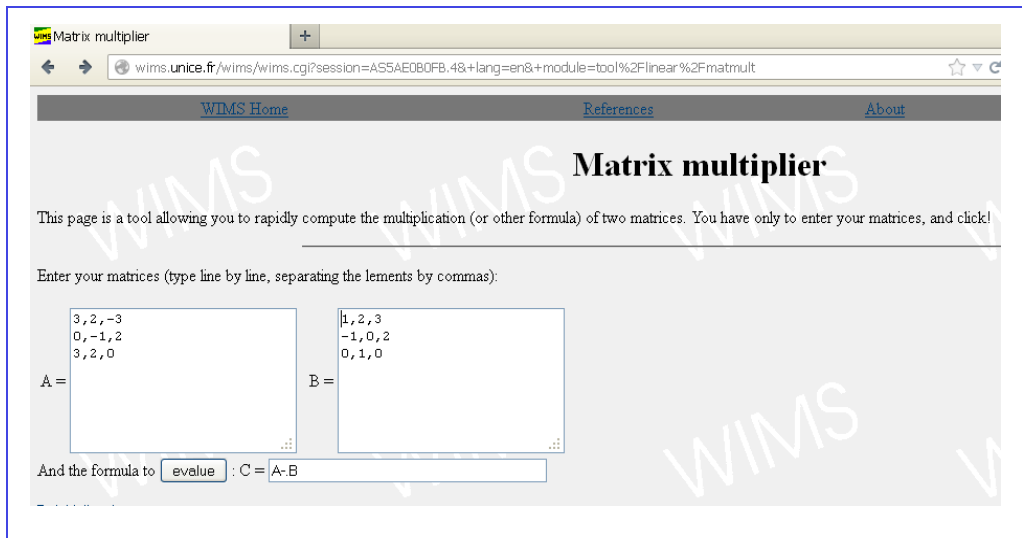 Matrix multiplier
wims.unice.fr/wims/wims.cgi?session=AS5AE0B0FB.4&+lang=en&+module=tool%2Flinear%2Fmatmult
WIMS Home References About
Matrix multiplier
This page is a tool allowing you to rapidly compute the multiplication (or other formula) of two matrices. You have only to enter your matrices, and click!
Enter your matrices (type line by line, separating the lements by commas):
A =
3,2,-3
0,-1,2
3,2,0
B =
1,2,3
-1,0,2
0,1,0
And the formula to evalue : C = A-B
WIMS
WIMS
WIMS
WIMS